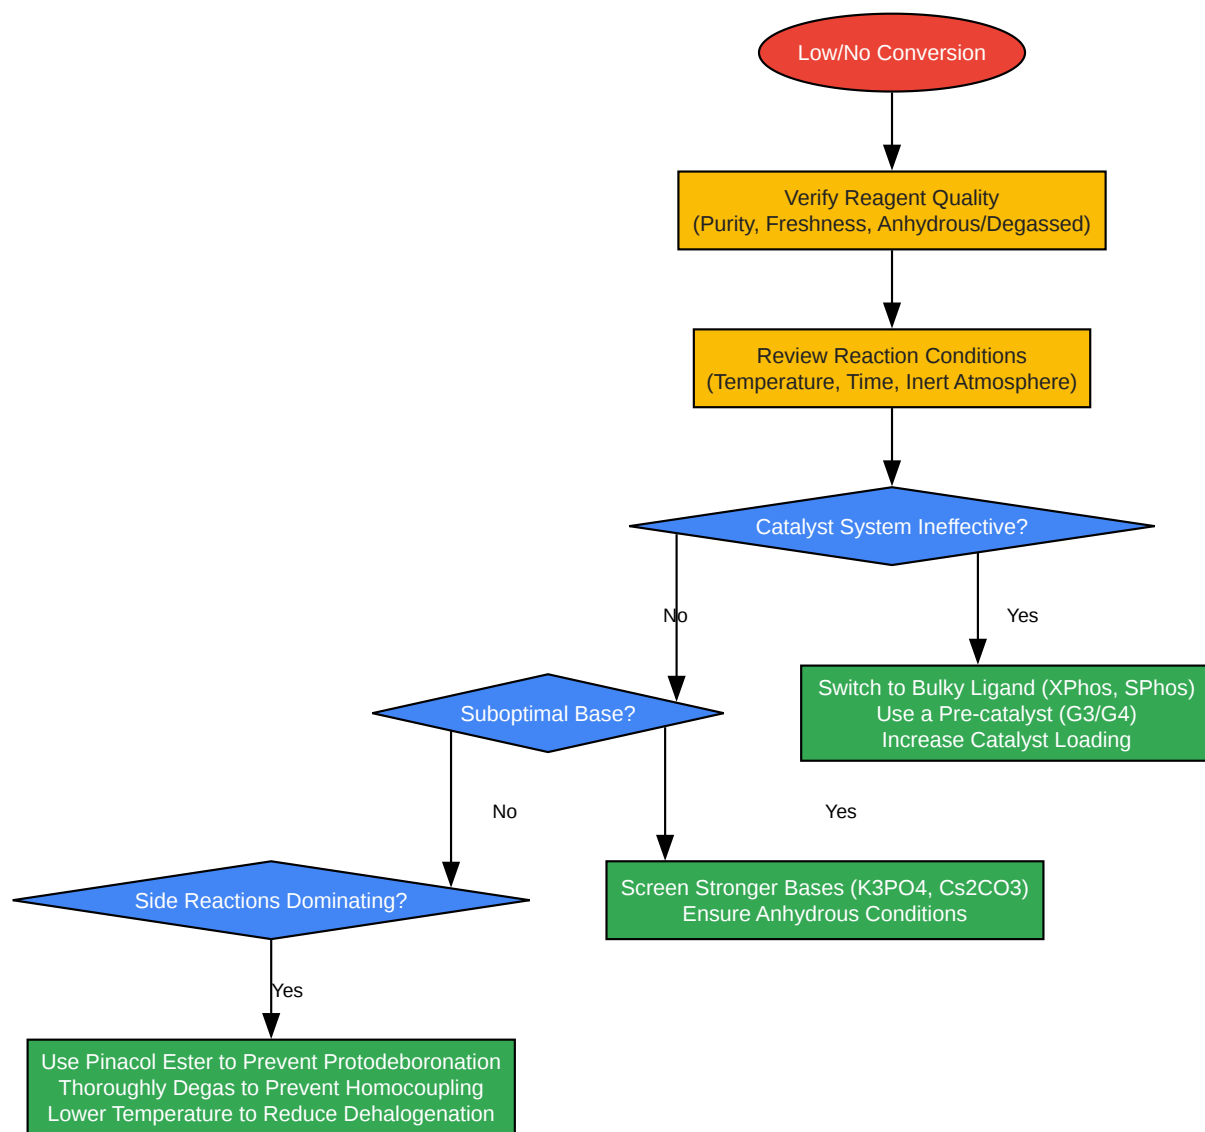 Low/No Conversion
Verify Reagent Quality
(Purity, Freshness, Anhydrous/Degassed)
Review Reaction Conditions
(Temperature, Time, Inert Atmosphere)
Catalyst System Ineffective?
No
Yes
Switch to Bulky Ligand (XPhos, SPhos)
Use a Pre-catalyst (G3/G4)
Increase Catalyst Loading
Suboptimal Base?
No
Yes
Screen Stronger Bases (K3PO4, Cs2CO3)
Ensure Anhydrous Conditions
Side Reactions Dominating?
Yes
Use Pinacol Ester to Prevent Protodeboronation
Thoroughly Degas to Prevent Homocoupling
Lower Temperature to Reduce Dehalogenation